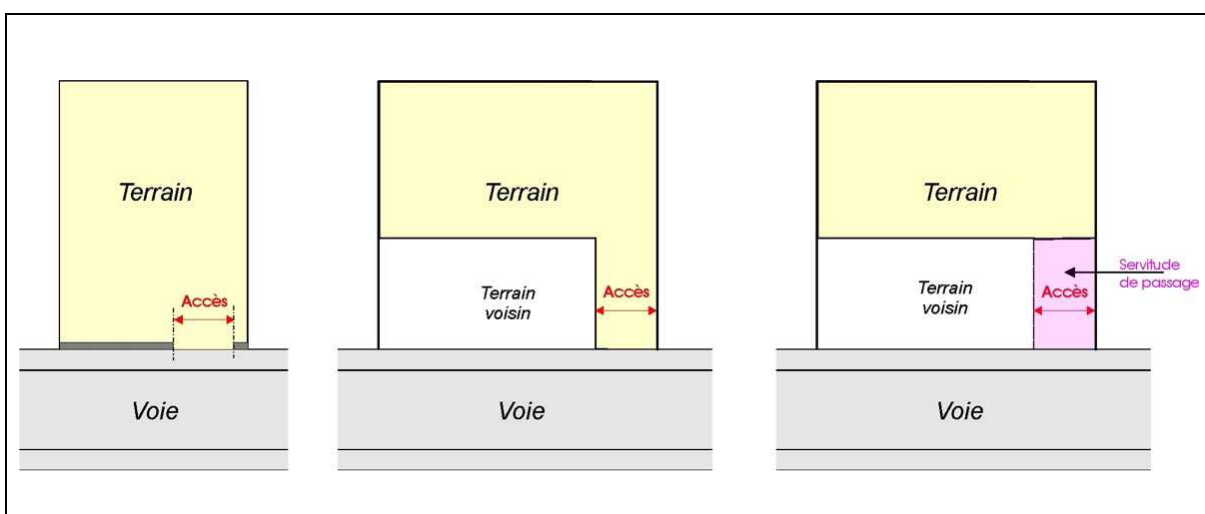 Terrain
Accès
Voie
Terrain
Terrain
voisin
Accès
Voie
Terrain
Terrain
voisin
Accès
Servitude
de passage
Voie